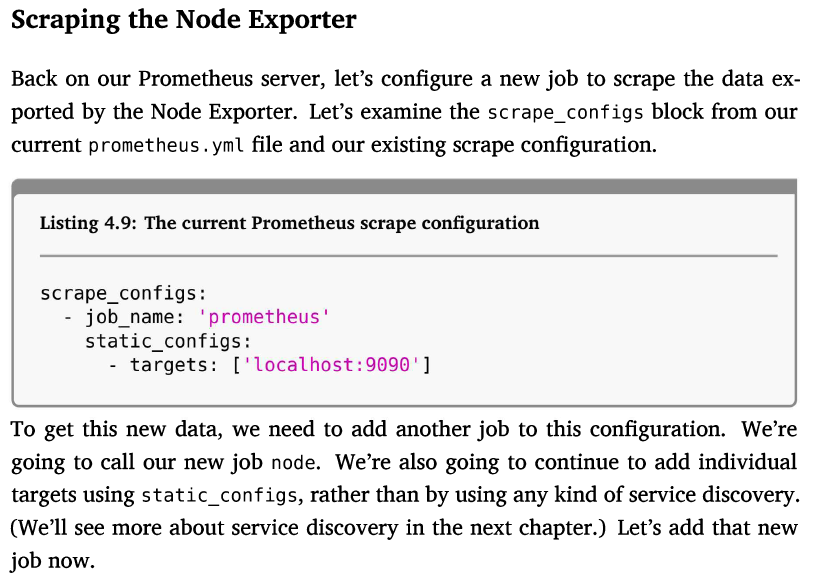 Scraping the Node Exporter
Back on our Prometheus server, let’s configure a new job to scrape the data ex-
ported by the Node Exporter. Let’s examine the scrape_configs block from our
current prometheus.yml file and our existing scrape configuration.
Listing 4.9: The current Prometheus scrape configuration
scrape_configs:
  - job_name: 'prometheus'
    static_configs:
      - targets: ['localhost:9090']
To get this new data, we need to add another job to this configuration. We’re
going to call our new job node. We’re also going to continue to add individual
targets using static_configs, rather than by using any kind of service discovery.
(We’ll see more about service discovery in the next chapter.) Let’s add that new
job now.